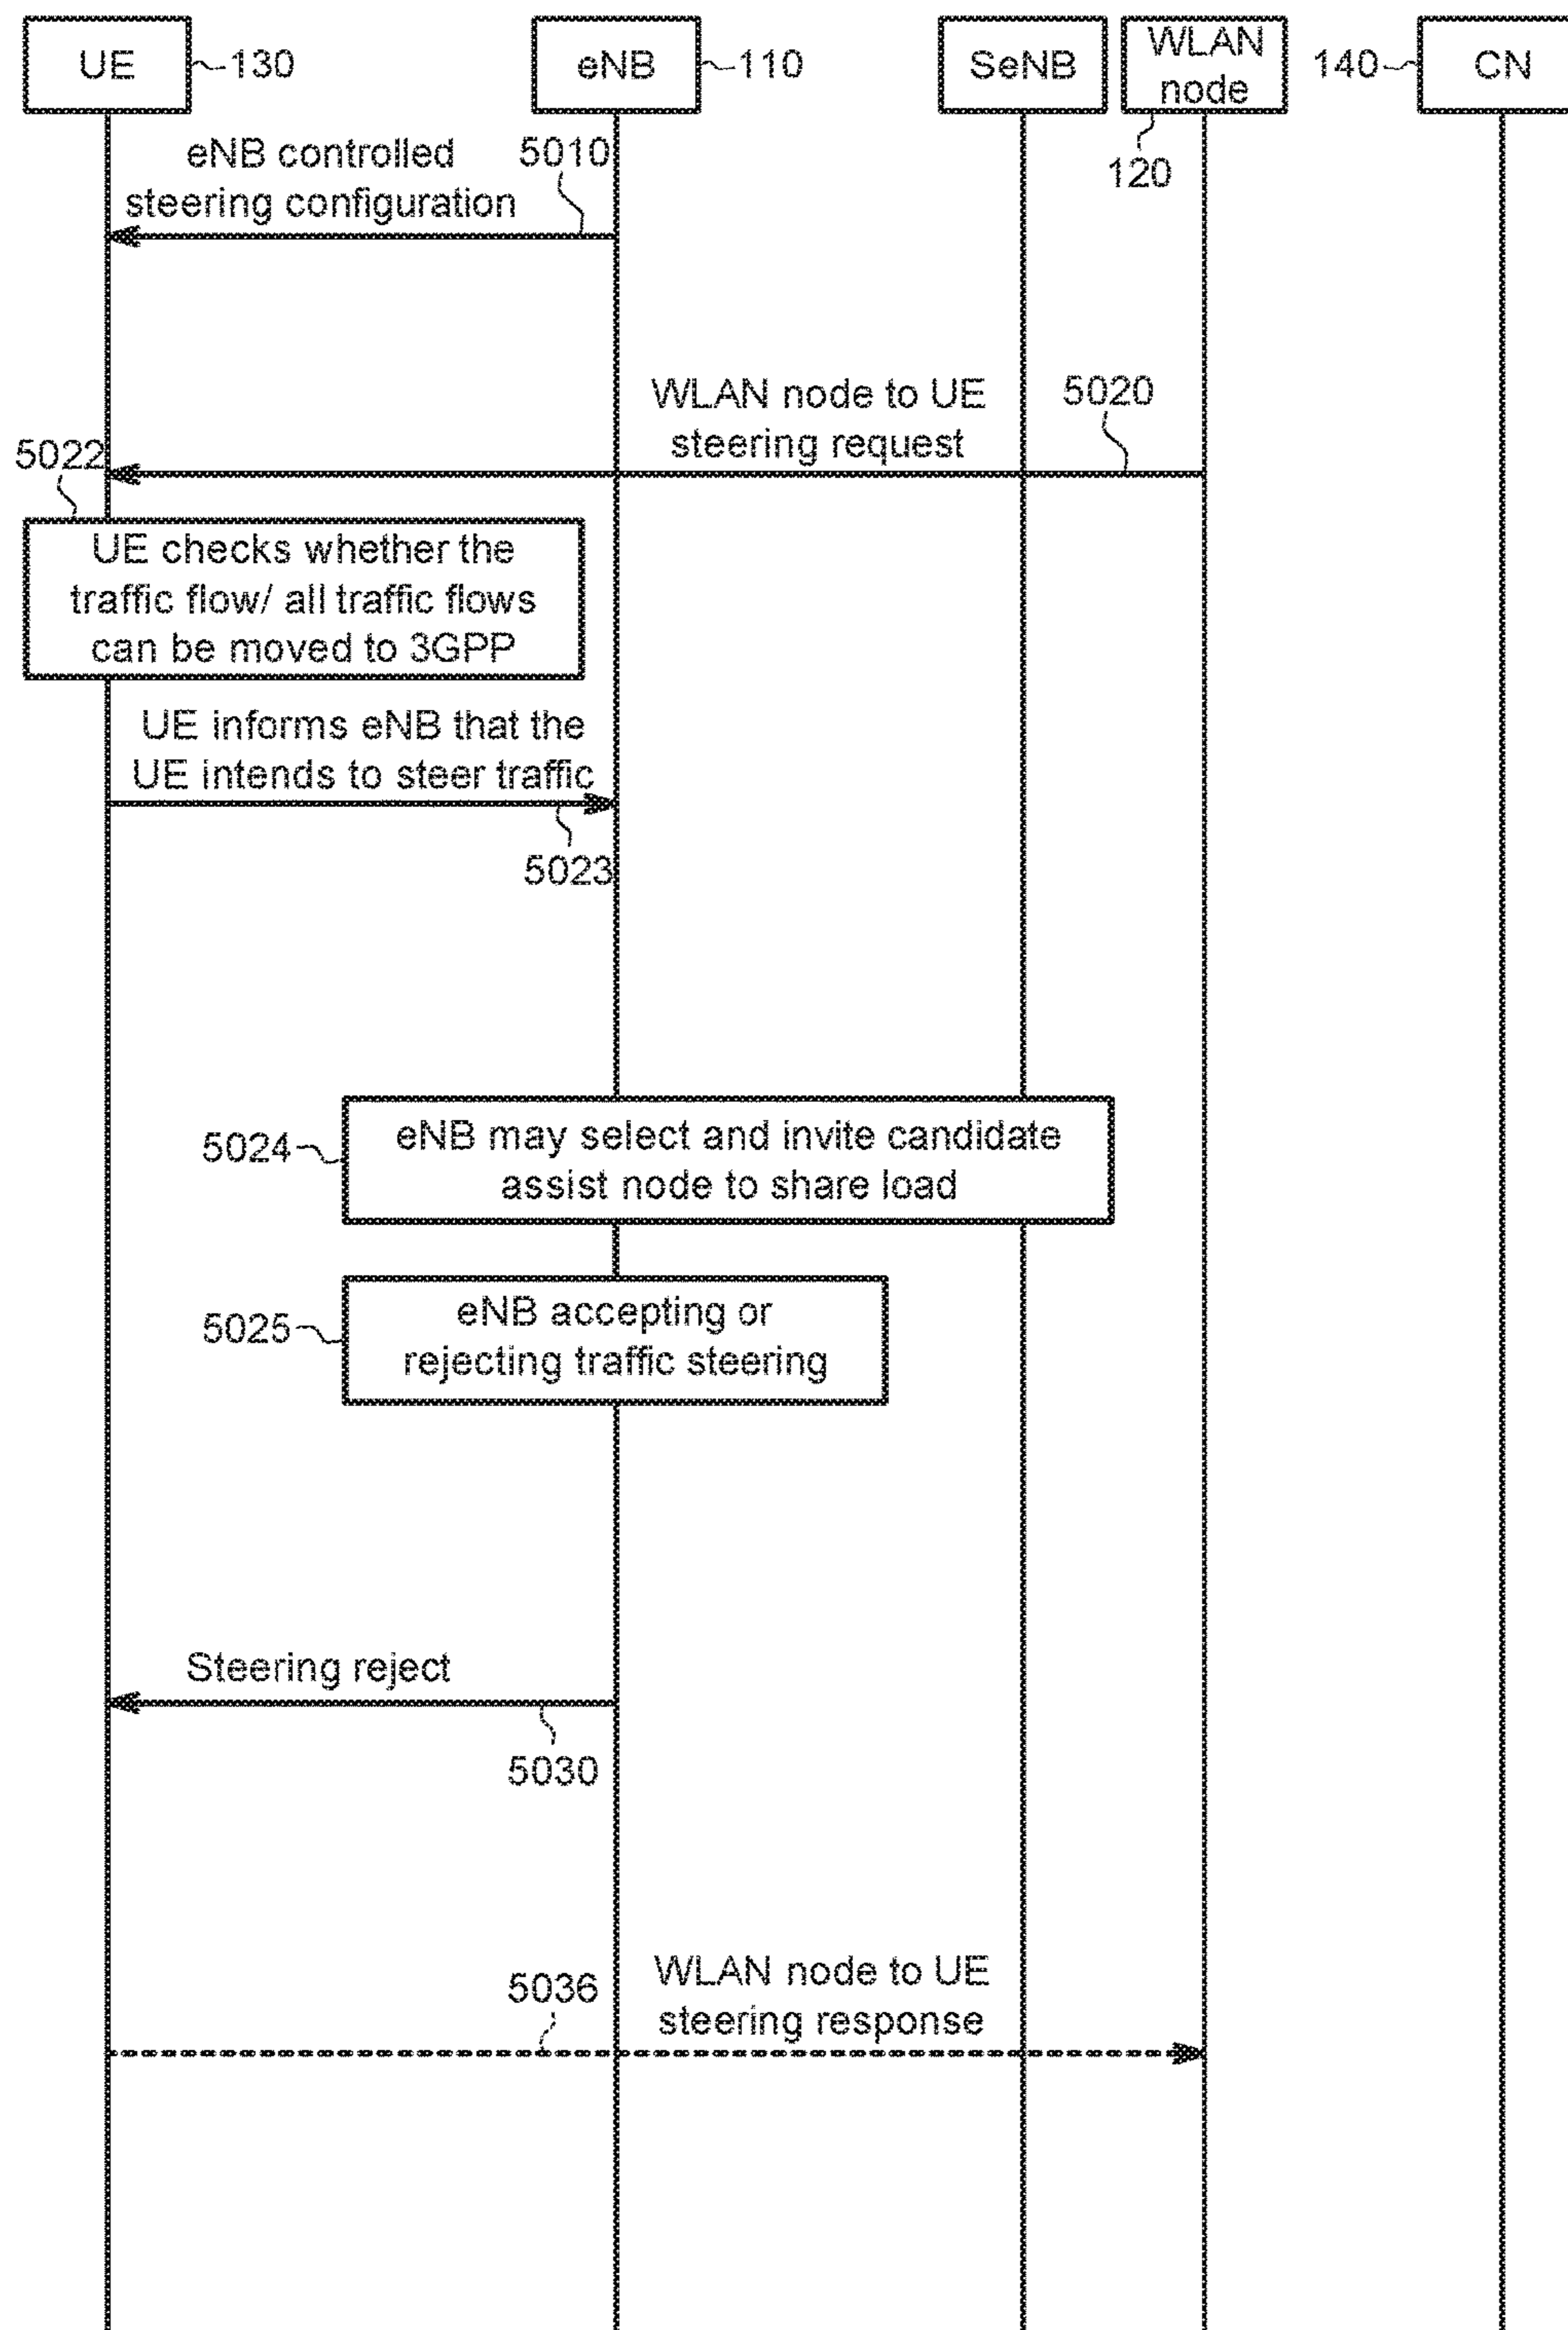 UE
130
eNB
110
SeNB
WLAN
node
120
140
CN
eNB controlled
steering configuration
5010
WLAN node to UE
steering request
5020
5022
UE checks whether the
traffic flow/ all traffic flows
can be moved to 3GPP
UE informs eNB that the
UE intends to steer traffic
5023
5024
eNB may select and invite candidate
assist node to share load
5025
eNB accepting or
rejecting traffic steering
Steering reject
5030
5036
WLAN node to UE
steering response